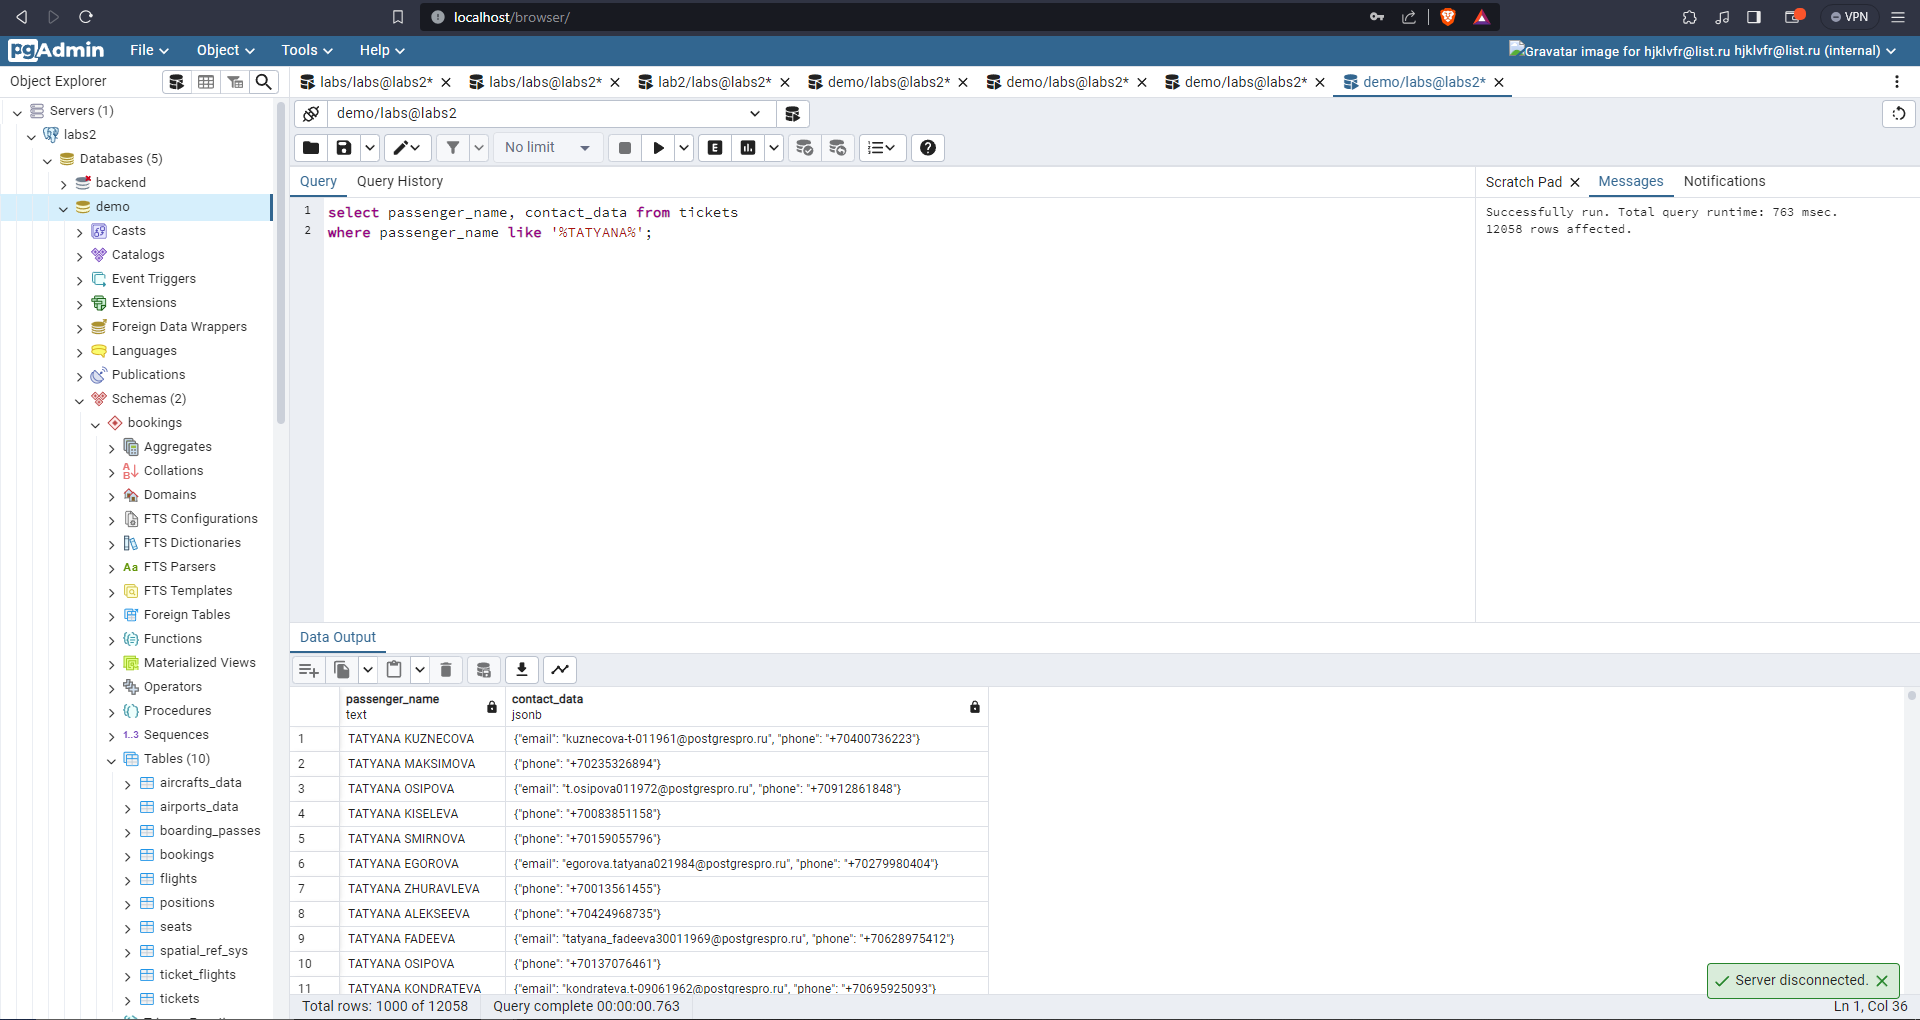 localhost/browser/
VPN
pgAdmin
File
Object
Tools
Help
Gravatar image for hjklvfr@list.ru hjklvfr@list.ru (internal)
Object Explorer
labs/labs@labs2*
labs/labs@labs2*
lab2/labs@labs2*
demo/labs@labs2*
demo/labs@labs2*
demo/labs@labs2*
demo/labs@labs2*
Servers (1)
labs2
Databases (5)
backend
demo
Casts
Catalogs
Event Triggers
Extensions
Foreign Data Wrappers
Languages
Publications
Schemas (2)
bookings
Aggregates
Collations
Domains
FTS Configurations
FTS Dictionaries
Aa FTS Parsers
FTS Templates
Foreign Tables
Functions
Materialized Views
Operators
Procedures
1..3 Sequences
Tables (10)
aircrafts_data
airports_data
boarding_passes
bookings
flights
positions
seats
spatial_ref_sys
ticket_flights
tickets
demo/labs@labs2
No limit
E
Query
Query History
1 select passenger_name, contact_data from tickets
2 where passenger_name like '%TATYANA%';
Scratch Pad
Messages
Notifications
Successfully run. Total query runtime: 763 msec.
12058 rows affected.
Data Output
passenger_name
text
contact_data
jsonb
1 TATYANA KUZNECOVA {"email": "kuznecova-t-011961@postgrespro.ru", "phone": "+70400736223"}
2 TATYANA MAKSIMOVA {"phone": "+70235326894"}
3 TATYANA OSIPOVA {"email": "t.osipova011972@postgrespro.ru", "phone": "+70912861848"}
4 TATYANA KISELEVA {"phone": "+70083851158"}
5 TATYANA SMIRNOVA {"phone": "+70159055796"}
6 TATYANA EGOROVA {"email": "egorova.tatyana021984@postgrespro.ru", "phone": "+70279980404"}
7 TATYANA ZHURAVLEVA {"phone": "+70013561455"}
8 TATYANA ALEKSEEVA {"phone": "+70424968735"}
9 TATYANA FADEEVA {"email": "tatyana_fadeeva30011969@postgrespro.ru", "phone": "+70628975412"}
10 TATYANA OSIPOVA {"phone": "+70137076461"}
11 TATYANA KONDRATEVA {"email": "kondrateva.t-09061962@postgrespro.ru", "phone": "+70695925093"}
Server disconnected.
Total rows: 1000 of 12058
Query complete 00:00:00.763
Ln 1, Col 36